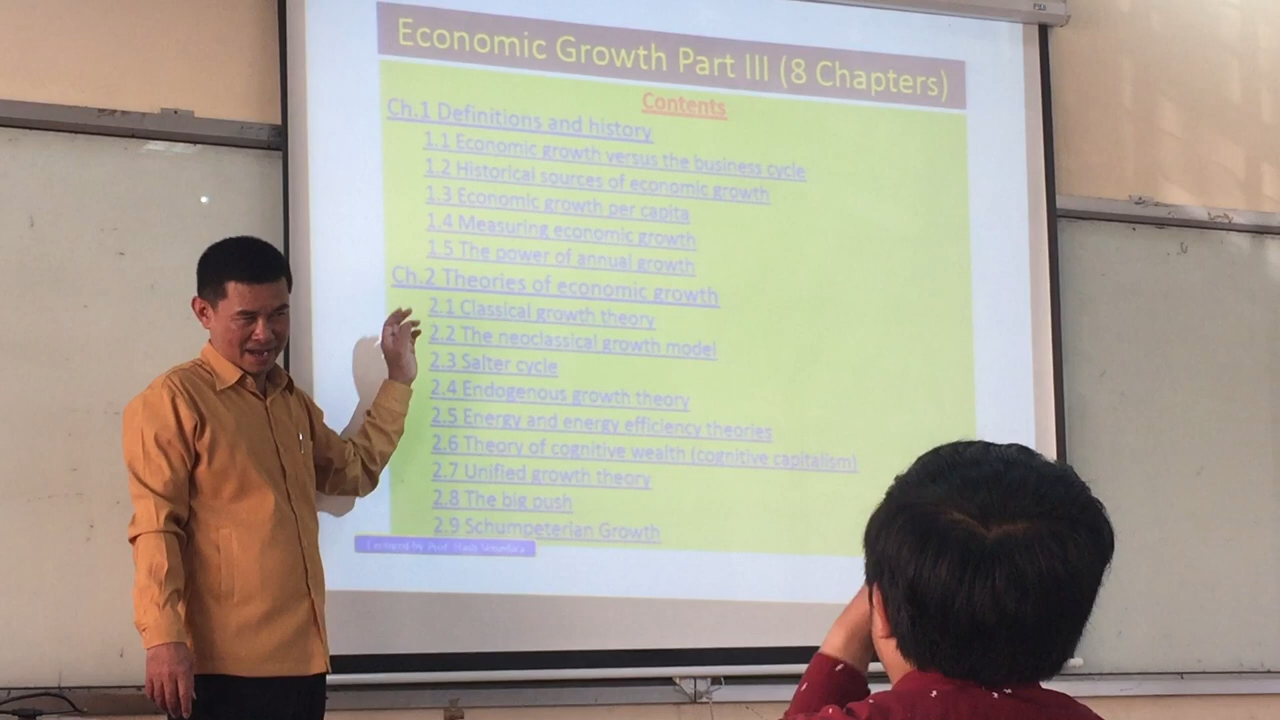 Economic Growth Part III (8 Chapters)
Contents
Ch.1 Definitions and history
1.1 Economic growth versus the business cycle
1.2 Historical sources of economic growth
1.3 Economic growth per capita
1.4 Measuring economic growth
1.5 The power of annual growth
Ch.2 Theories of economic growth
2.1 Classical growth theory
2.2 The neoclassical growth model
2.3 Salter cycle
2.4 Endogenous growth theory
2.5 Energy and energy efficiency theories
2.6 Theory of cognitive wealth (cognitive capitalism)
2.7 Unified growth theory
2.8 The big push
2.9 Schumpeterian Growth
Lectured by Prof.